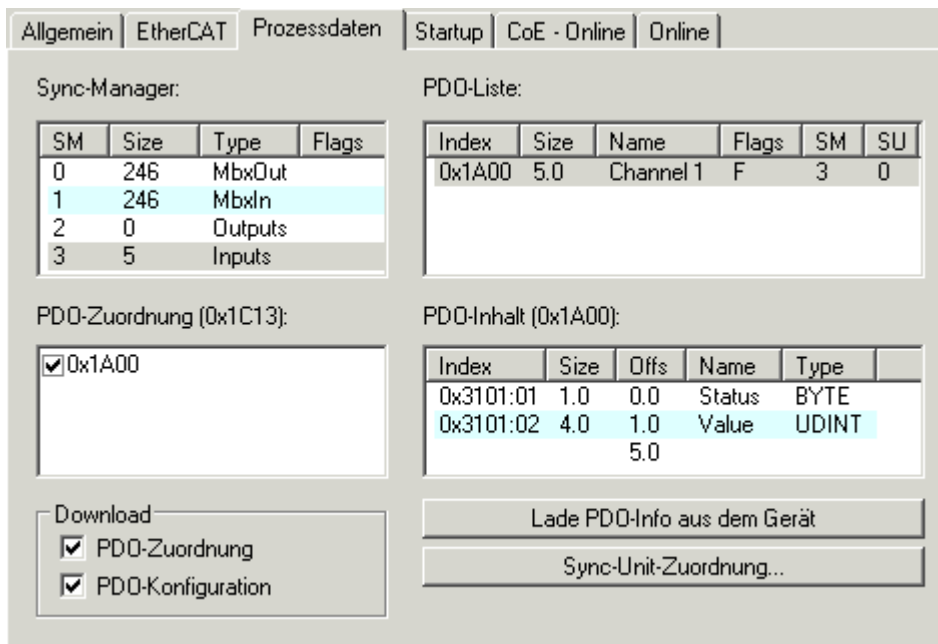 Allgemein EtherCAT Prozessdaten Startup CoE - Online Online
Sync-Manager:
SM Size Type Flags
0 246 MbxOut
1 246 MbxIn
2 0 Outputs
3 5 Inputs
PDO-Liste:
Index Size Name Flags SM SU
0x1A00 5.0 Channel 1 F 3 0
PDO-Zuordnung (0x1C13):
0x1A00
PDO-Inhalt (0x1A00):
Index Size Offs Name Type
0x3101:01 1.0 0.0 Status BYTE
0x3101:02 4.0 1.0 Value UDINT
5.0
Download
PDO-Zuordnung
PDO-Konfiguration
Lade PDO-Info aus dem Gerät
Sync-Unit-Zuordnung...